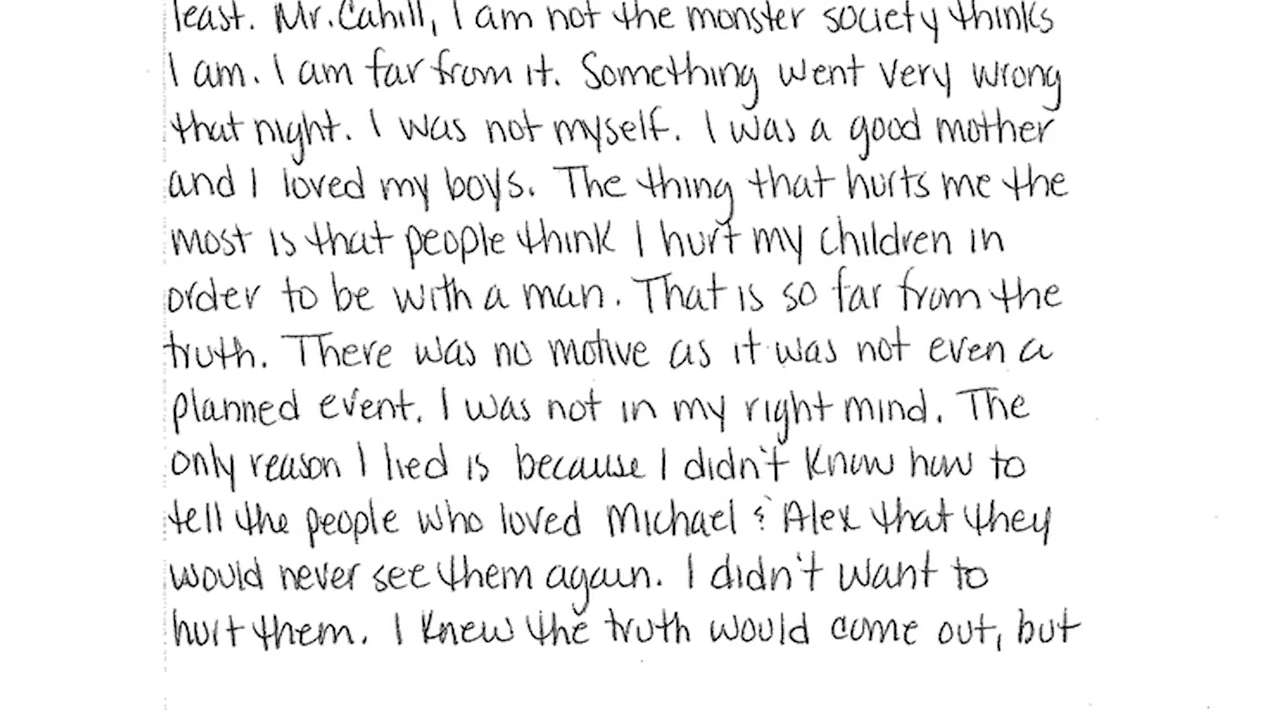 least. Mr. Cahill, I am not the monster society thinks
I am. I am far from it. Something went very wrong
that night. I was not myself. I was a good mother
and I loved my boys. The thing that hurts me the
most is that people think I hurt my children in
order to be with a man. That is so far from the
truth. There was no motive as it was not even a
planned event. I was not in my right mind. The
only reason I lied is because I didn't know how to
tell the people who loved Michael & Alex that they
would never see them again. I didn't want to
hurt them. I knew the truth would come out, but